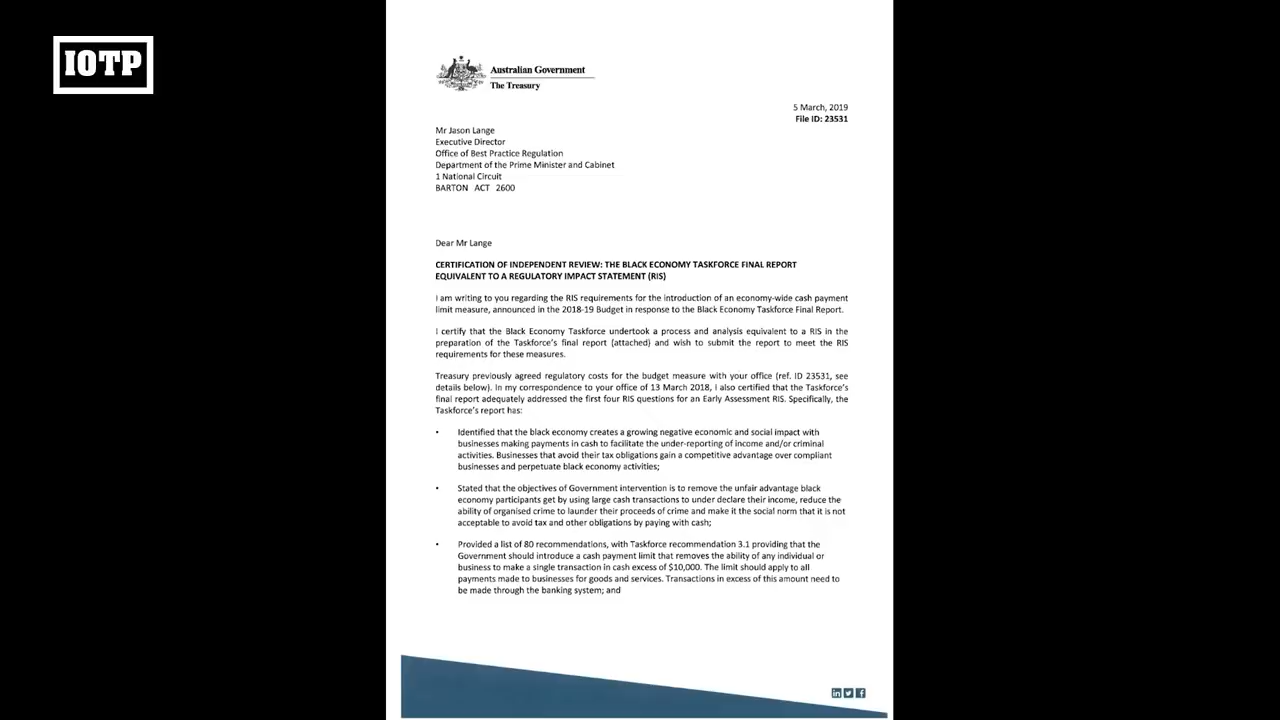 IOTP
Australian Government
The Treasury
5 March, 2019
File ID: 23531
Mr Jason Lange
Executive Director
Office of Best Practice Regulation
Department of the Prime Minister and Cabinet
1 National Circuit
BARTON ACT 2600
Dear Mr Lange
CERTIFICATION OF INDEPENDENT REVIEW: THE BLACK ECONOMY TASKFORCE FINAL REPORT
EQUIVALENT TO A REGULATORY IMPACT STATEMENT (RIS)
I am writing to you regarding the RIS requirements for the introduction of an economy-wide cash payment
limit measure, announced in the 2018-19 Budget in response to the Black Economy Taskforce Final Report.
I certify that the Black Economy Taskforce undertook a process and analysis equivalent to a RIS in the
preparation of the Taskforce's final report (attached) and wish to submit the report to meet the RIS
requirements for these measures.
Treasury previously agreed regulatory costs for the budget measure with your office (ref. ID 23531, see
details below). In my correspondence to your office of 13 March 2018, I also certified that the Taskforce's
final report adequately addressed the first four RIS questions for an Early Assessment RIS. Specifically, the
Taskforce's report has:
• Identified that the black economy creates a growing negative economic and social impact with
businesses making payments in cash to facilitate the under-reporting of income and/or criminal
activities. Businesses that avoid their tax obligations gain a competitive advantage over compliant
businesses and perpetuate black economy activities;
• Stated that the objectives of Government intervention is to remove the unfair advantage black
economy participants get by using large cash transactions to under declare their income, reduce the
ability of organised crime to launder their proceeds of crime and make it the social norm that it is not
acceptable to avoid tax and other obligations by paying with cash;
• Provided a list of 80 recommendations, with Taskforce recommendation 3.1 providing that the
Government should introduce a cash payment limit that removes the ability of any individual or
business to make a single transaction in cash excess of $10,000. The limit should apply to all
payments made to businesses for goods and services. Transactions in excess of this amount need to
be made through the banking system; and